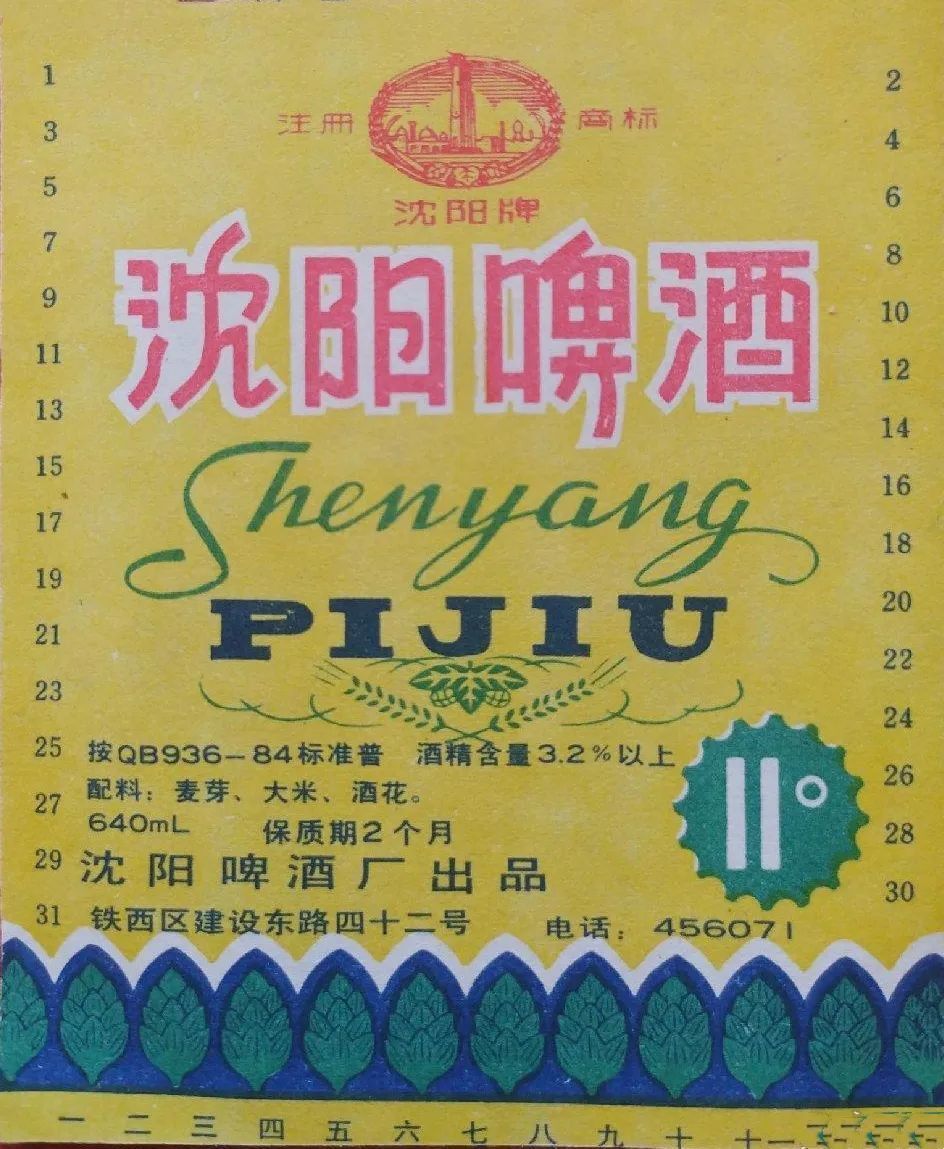 注册 商标
沈阳牌
沈阳啤酒
Shenyang
PIJIU
按QB936-84标准普 酒精含量3.2%以上
配料：麦芽、大米、酒花。
640mL 保质期2个月
11°
沈阳啤酒厂出品
铁西区建设东路四十二号 电话：456071
1
3
5
7
9
11
13
15
17
19
21
23
25
27
29
31
2
4
6
8
10
12
14
16
18
20
22
24
26
28
30
一 二 三 四 五 六 七 八 九 十 十一